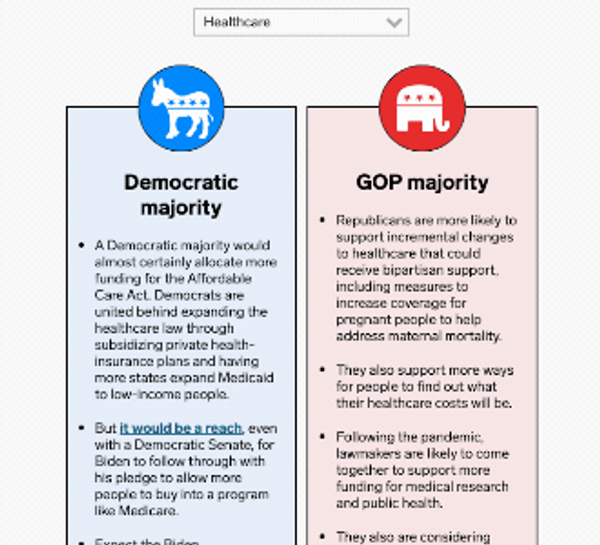 Healthcare
Democratic
majority
• A Democratic majority would
almost certainly allocate more
funding for the Affordable
Care Act. Democrats are
united behind expanding the
healthcare law through
subsidizing private health-
insurance plans and having
more states expand Medicaid
to low-income people.
• But it would be a reach, even
with a Democratic Senate, for
Biden to follow through with
his pledge to allow more
people to buy into a program
like Medicare.
• Expect the Biden
GOP majority
• Republicans are more likely to
support incremental changes
to healthcare that could
receive bipartisan support,
including measures to
increase coverage for
pregnant people to help
address maternal mortality.
• They also support more ways
for people to find out what
their healthcare costs will be.
• Following the pandemic,
lawmakers are likely to come
together to support more
funding for medical research
and public health.
• They also are considering